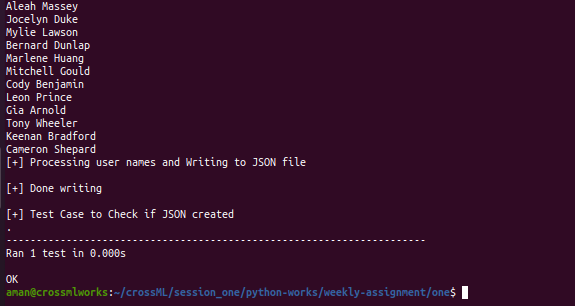 Aleah Massey
Jocelyn Duke
Mylie Lawson
Bernard Dunlap
Marlene Huang
Mitchell Gould
Cody Benjamin
Leon Prince
Gia Arnold
Tony Wheeler
Keenan Bradford
Cameron Shepard
[+] Processing user names and Writing to JSON file
[+] Done writing
[+] Test Case to Check if JSON created
.
----------------------------------------------------------------------
Ran 1 test in 0.000s
OK
aman@crossmlworks:~/crossML/session_one/python-works/weekly-assignment/one$